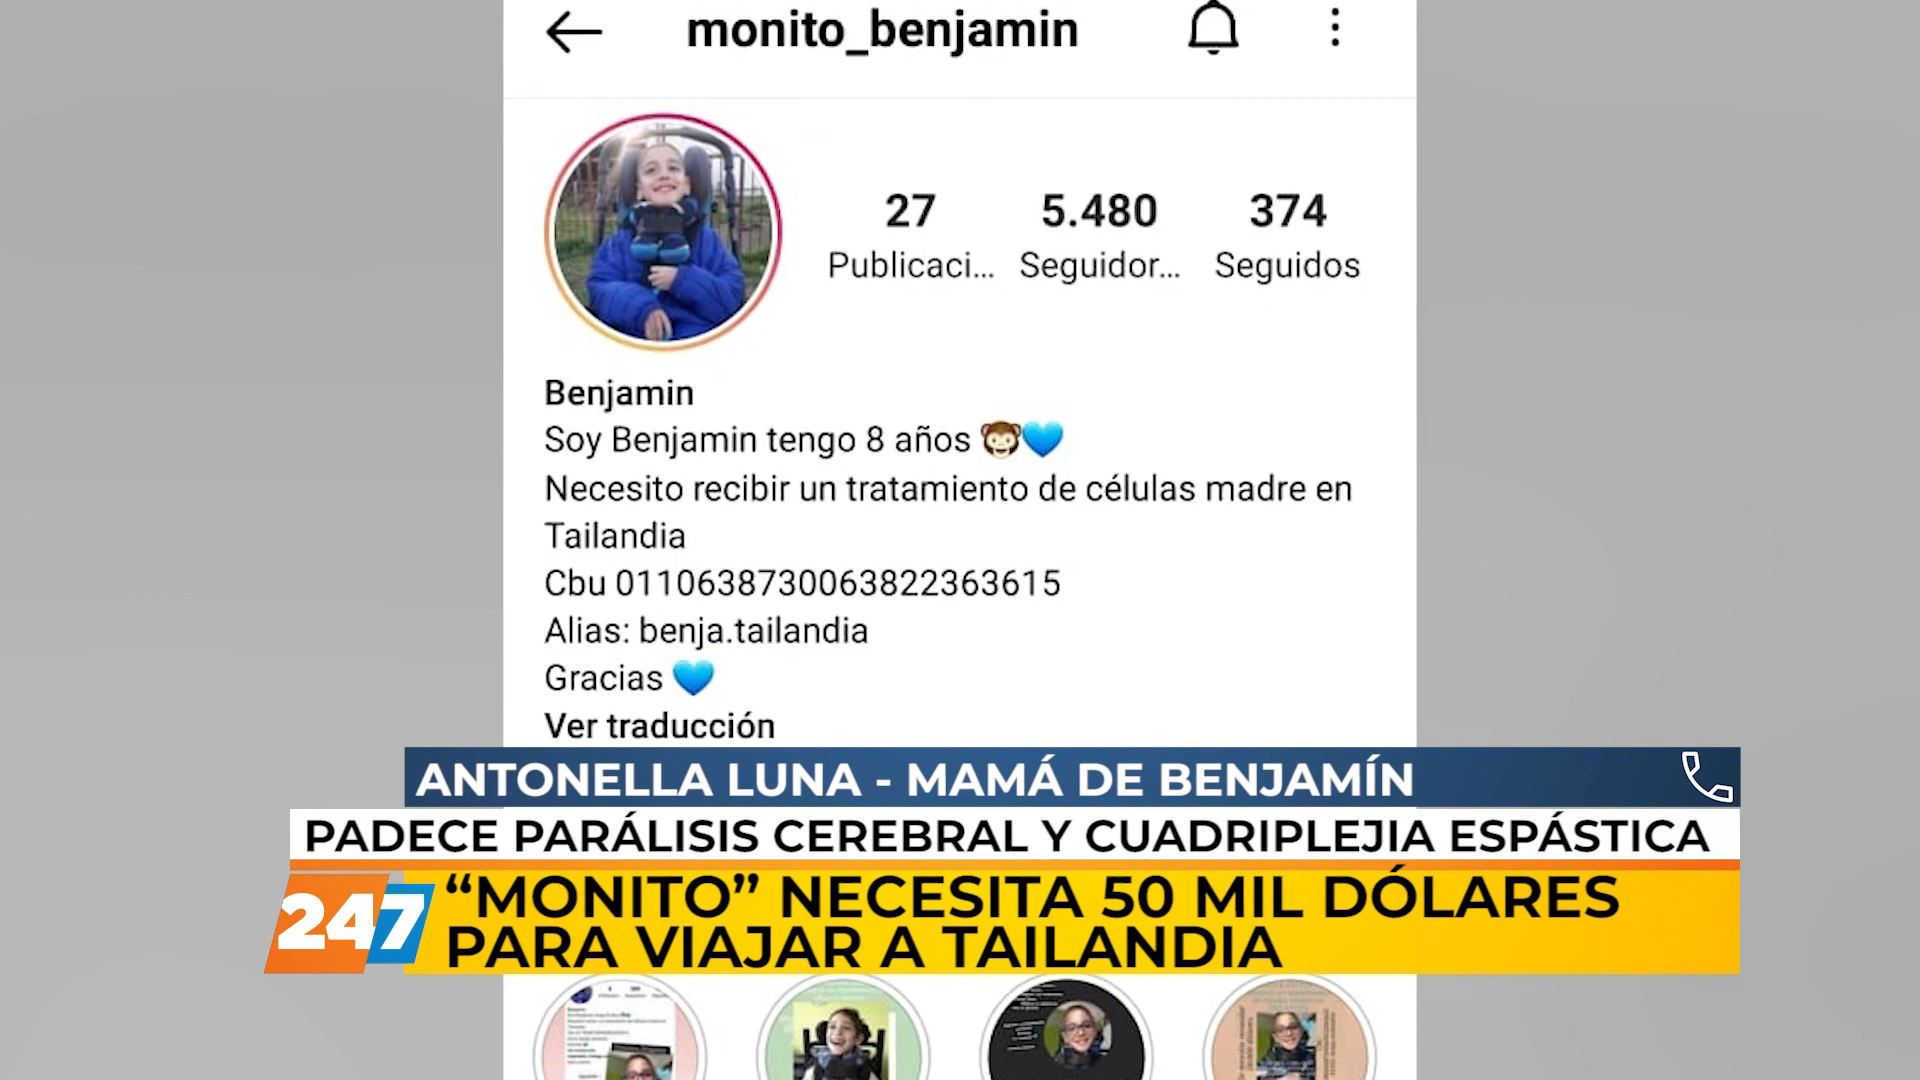 monito_benjamin
27
5.480
374
Publicaci...
Seguidor...
Seguidos
Benjamin
Soy Benjamin tengo 8 años 🐵💙
Necesito recibir un tratamiento de células madre en
Tailandia
Cbu 0110638730063822363615
Alias: benja.tailandia
Gracias 💙
Ver traducción
ANTONELLA LUNA - MAMÁ DE BENJAMÍN
PADECE PARÁLISIS CEREBRAL Y CUADRIPLEJIA ESPÁSTICA
247
“MONITO” NECESITA 50 MIL DÓLARES
PARA VIAJAR A TAILANDIA